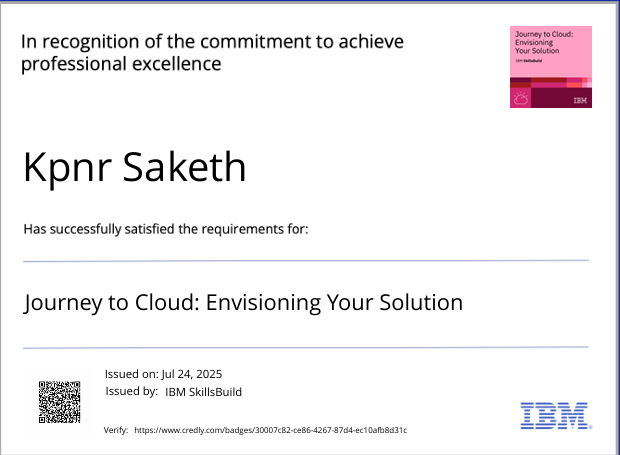 In recognition of the commitment to achieve
professional excellence
Journey to Cloud:
Envisioning
Your Solution
IBM SkillsBuild
IBM
Kpnr Saketh
Has successfully satisfied the requirements for:
Journey to Cloud: Envisioning Your Solution
Issued on: Jul 24, 2025
Issued by: IBM SkillsBuild
Verify: https://www.credly.com/badges/30007c82-ce86-4267-87d4-ec10afb8d31c
IBM